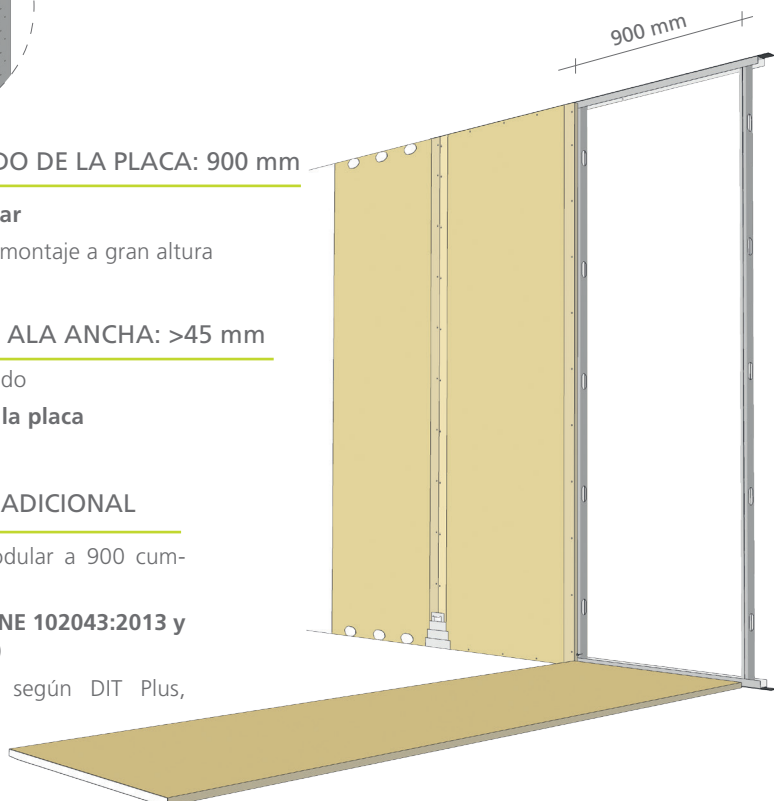 900 mm
DO DE LA PLACA: 900 mm
ar
montaje a gran altura
ALA ANCHA: >45 mm
do
la placa
ADICIONAL
odular a 900 cum-
NE 102043:2013 y
)
según DIT Plus,